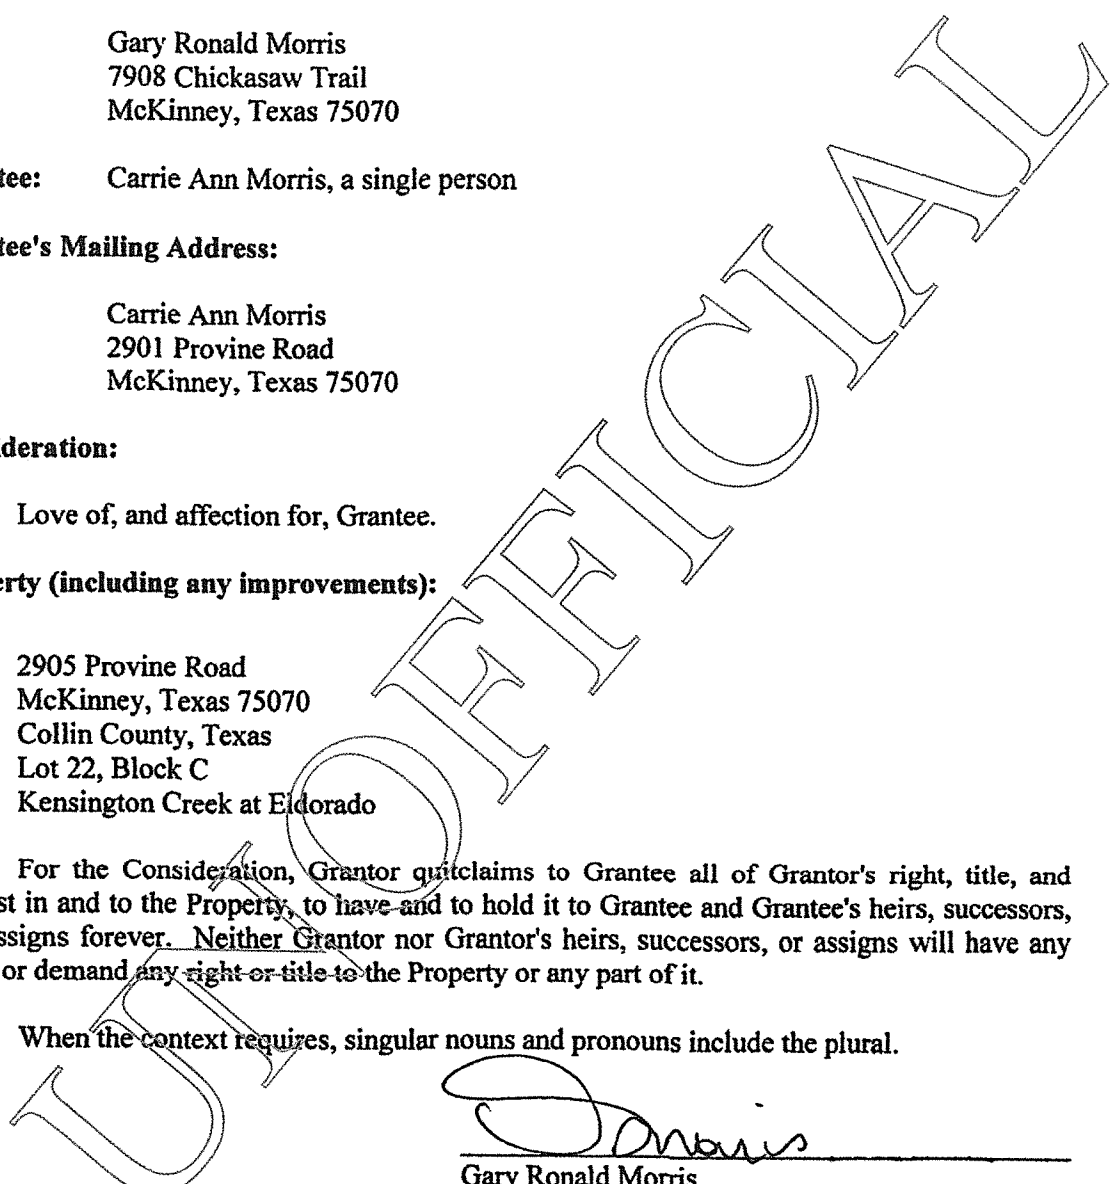 Gary Ronald Morris
7908 Chickasaw Trail
McKinney, Texas 75070
tee: Carrie Ann Morris, a single person
tee's Mailing Address:
Carrie Ann Morris
2901 Provine Road
McKinney, Texas 75070
deration:
Love of, and affection for, Grantee.
erty (including any improvements):
2905 Provine Road
McKinney, Texas 75070
Collin County, Texas
Lot 22, Block C
Kensington Creek at Eldorado
For the Consideration, Grantor quitclaims to Grantee all of Grantor's right, title, and
st in and to the Property, to have and to hold it to Grantee and Grantee's heirs, successors,
ssigns forever. Neither Grantor nor Grantor's heirs, successors, or assigns will have any
or demand any right or title to the Property or any part of it.
When the context requires, singular nouns and pronouns include the plural.
Gary Ronald Morris
UNOFFICIAL